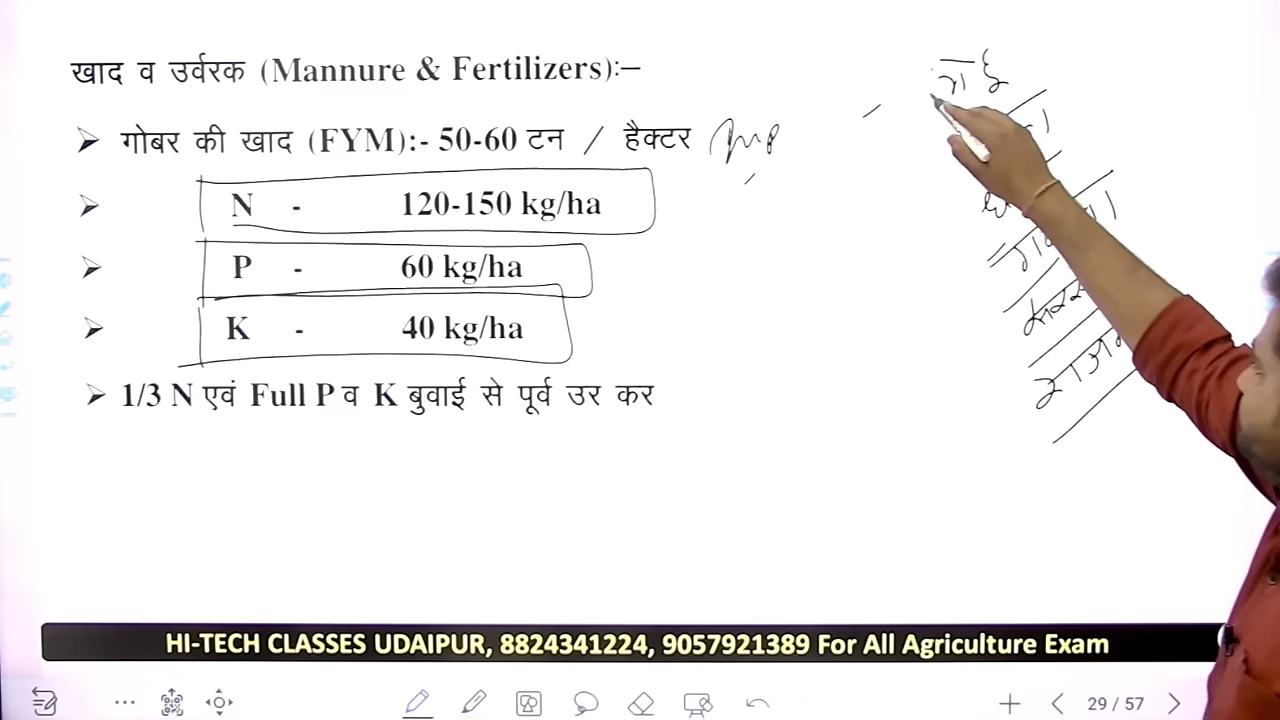 खाद व उर्वरक (Mannure & Fertilizers):–
➢ गोबर की खाद (FYM):- 50-60 टन / हैक्टर Imp
➢ N - 120-150 kg/ha
➢ P - 60 kg/ha
➢ K - 40 kg/ha
➢ 1/3 N एवं Full P व K बुवाई से पूर्व उर कर
HI-TECH CLASSES UDAIPUR, 8824341224, 9057921389 For All Agriculture Exam
29 / 57